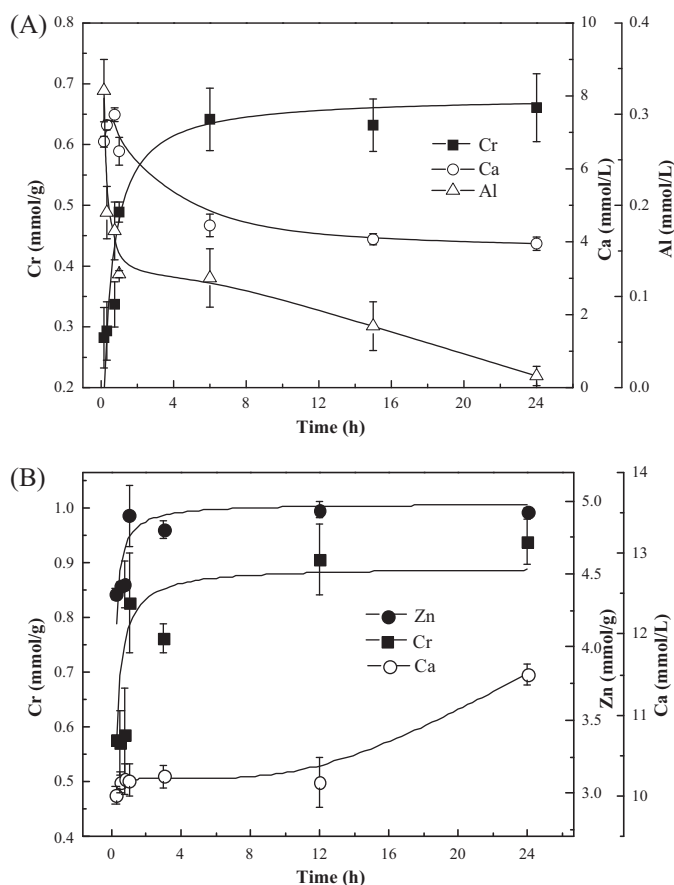 (A)
0.8
0.7
0.6
0.5
0.4
0.3
0.2
Cr (mmol/g)
10
8
6
4
2
0
Ca (mmol/L)
0.4
0.3
0.2
0.1
0.0
Al (mmol/L)
Cr
Ca
Al
0 4 8 12 16 20 24
Time (h)
(B)
1.0
0.9
0.8
0.7
0.6
0.5
0.4
Cr (mmol/g)
5.0
4.5
4.0
3.5
3.0
Zn (mmol/g)
14
13
12
11
10
Ca (mmol/L)
Zn
Cr
Ca
0 4 8 12 16 20 24
Time (h)